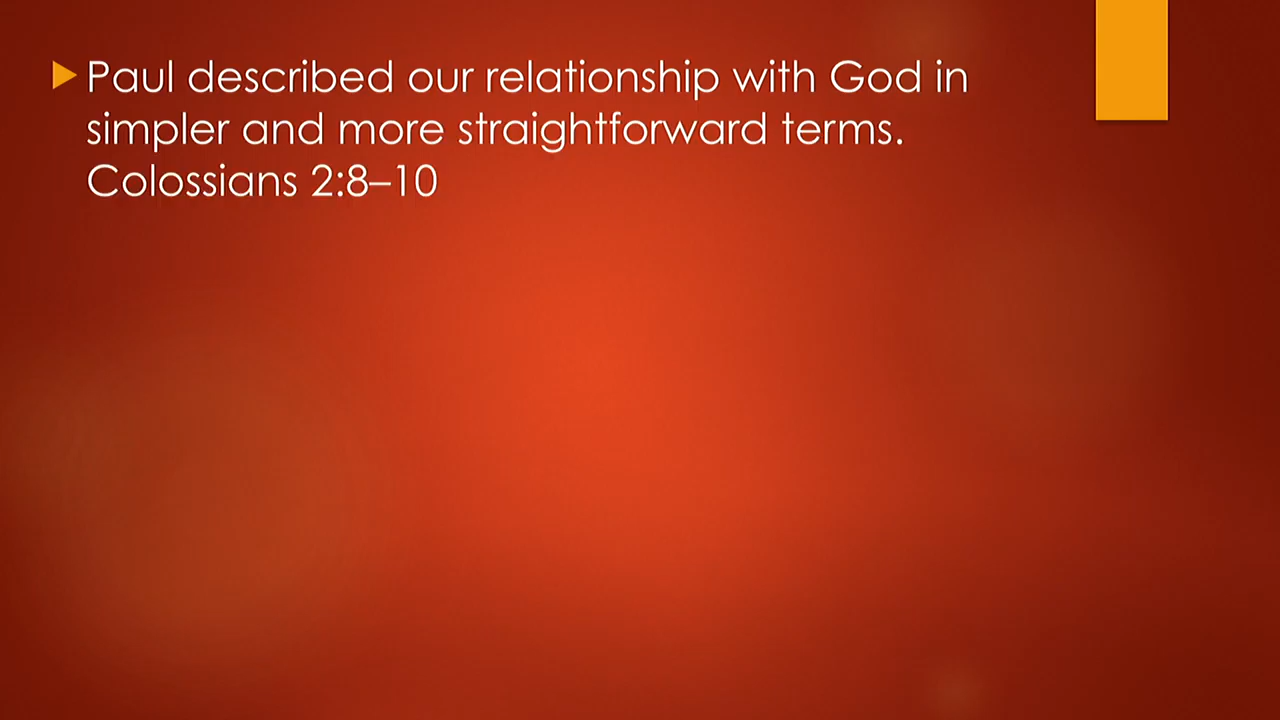 Paul described our relationship with God in
simpler and more straightforward terms.
Colossians 2:8–10